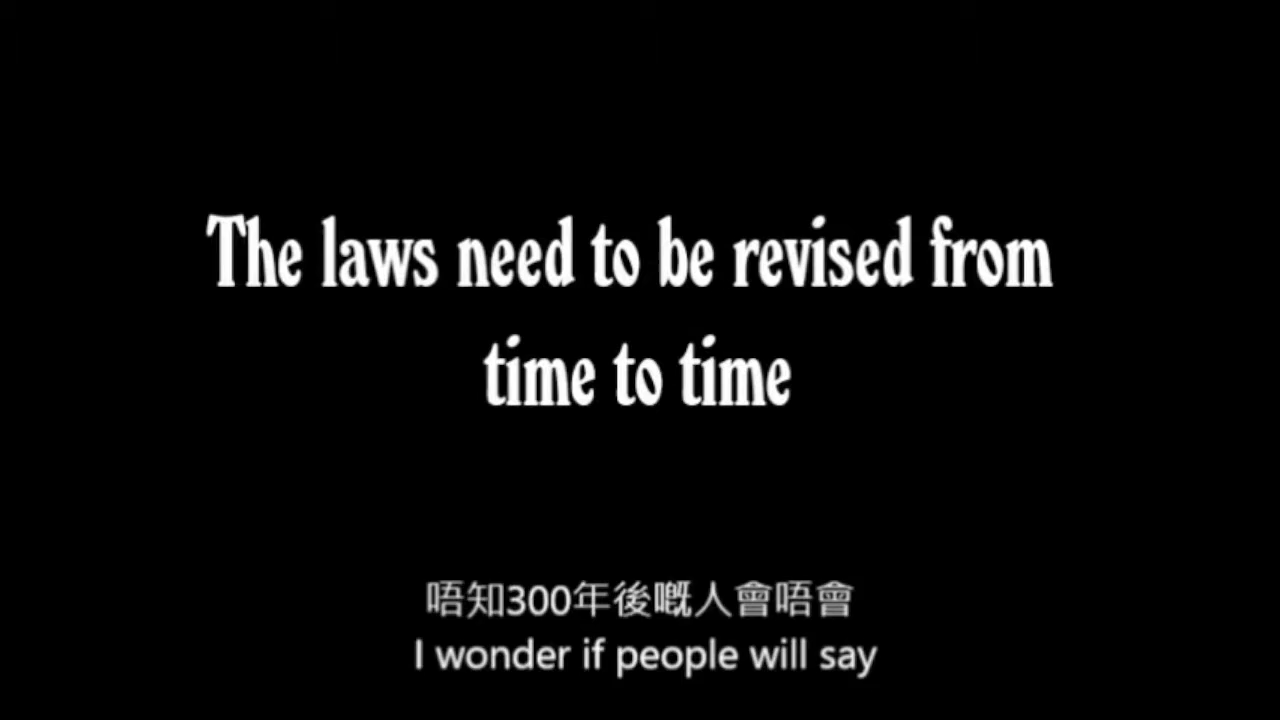 The laws need to be revised from
time to time
唔知300年後嘅人會唔會
I wonder if people will say